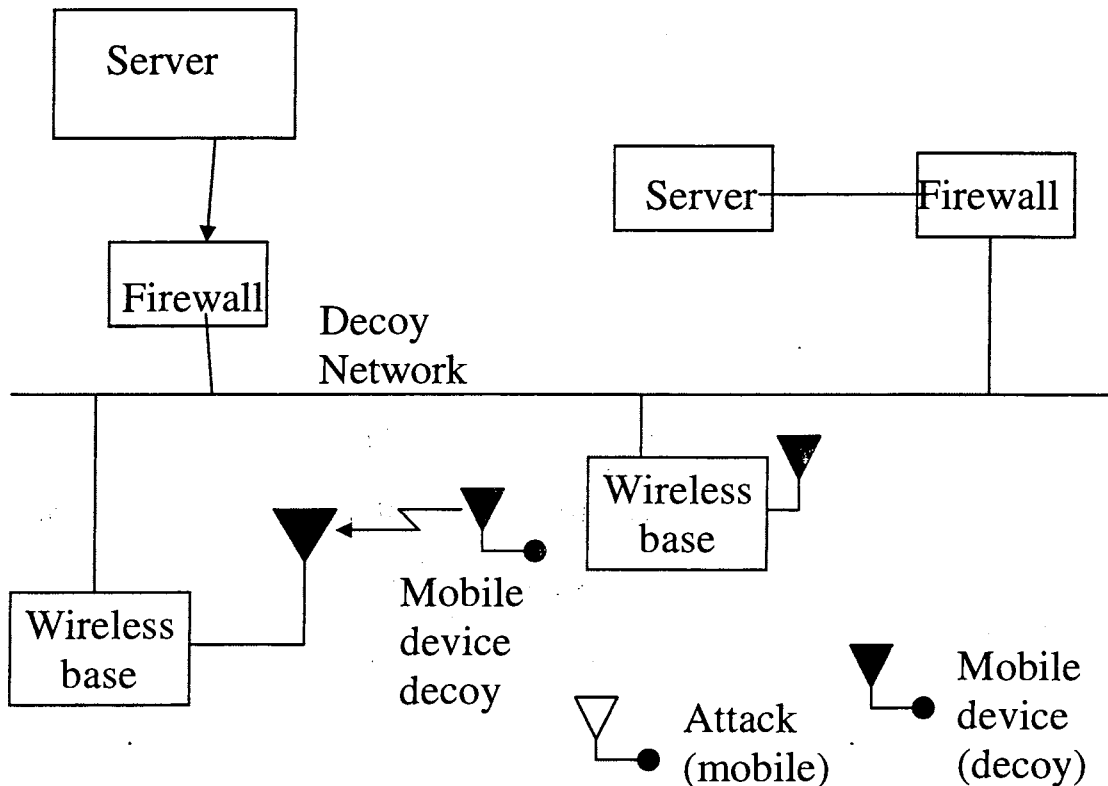 Server
Server
Firewall
Firewall
Decoy
Network
Wireless
base
Wireless
base
Mobile
device
decoy
Attack
(mobile)
Mobile
device
(decoy)